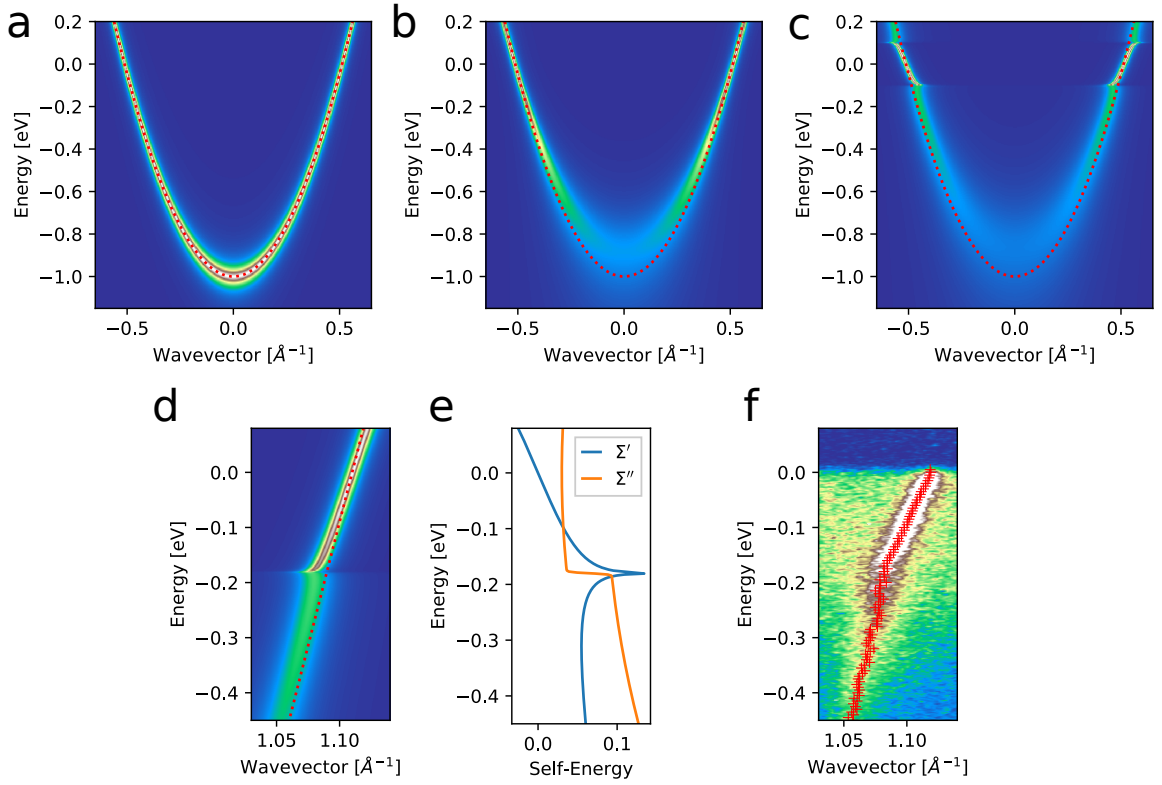 a
0.2
0.0
−0.2
−0.4
−0.6
−0.8
−1.0
Energy [eV]
−0.5 0.0 0.5
Wavevector [Å⁻¹]
b
0.2
0.0
−0.2
−0.4
−0.6
−0.8
−1.0
Energy [eV]
−0.5 0.0 0.5
Wavevector [Å⁻¹]
c
0.2
0.0
−0.2
−0.4
−0.6
−0.8
−1.0
Energy [eV]
−0.5 0.0 0.5
Wavevector [Å⁻¹]
d
0.0
−0.1
−0.2
−0.3
−0.4
Energy [eV]
1.05 1.10
Wavevector [Å⁻¹]
e
0.0
−0.1
−0.2
−0.3
−0.4
Energy [eV]
Σ′
Σ′′
0.0 0.1
Self-Energy
f
0.0
−0.1
−0.2
−0.3
−0.4
Energy [eV]
1.05 1.10
Wavevector [Å⁻¹]